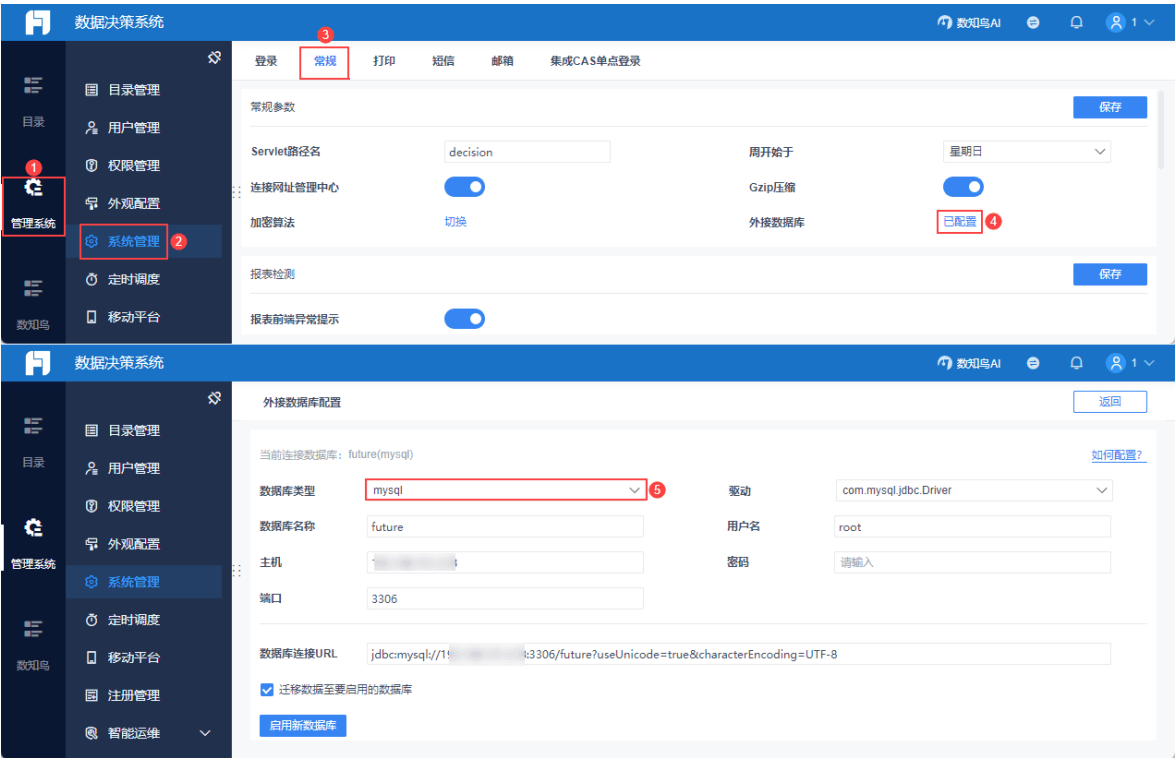 数据决策系统 数知鸟AI 1
3
登录 常规 打印 短信 邮箱 集成CAS单点登录
目录管理
常规参数 保存
目录
用户管理
Servlet路径名 decision 周开始于 星期日
1
权限管理
连接网址管理中心 Gzip压缩
外观配置
管理系统
加密算法 切换 外接数据库 已配置 4
系统管理 2
定时调度
报表检测 保存
移动平台
数知鸟
报表前端异常提示
数据决策系统 数知鸟AI 1
外接数据库配置 返回
目录管理
目录
当前连接数据库：future(mysql) 如何配置?
用户管理
数据库类型 mysql 5 驱动 com.mysql.jdbc.Driver
权限管理
数据库名称 future 用户名 root
外观配置
管理系统
主机 密码 请输入
系统管理
端口 3306
定时调度
数据库连接URL jdbc:mysql://19 :3306/future?useUnicode=true&characterEncoding=UTF-8
移动平台
数知鸟
迁移数据至要启用的数据库
注册管理
启用新数据库
智能运维